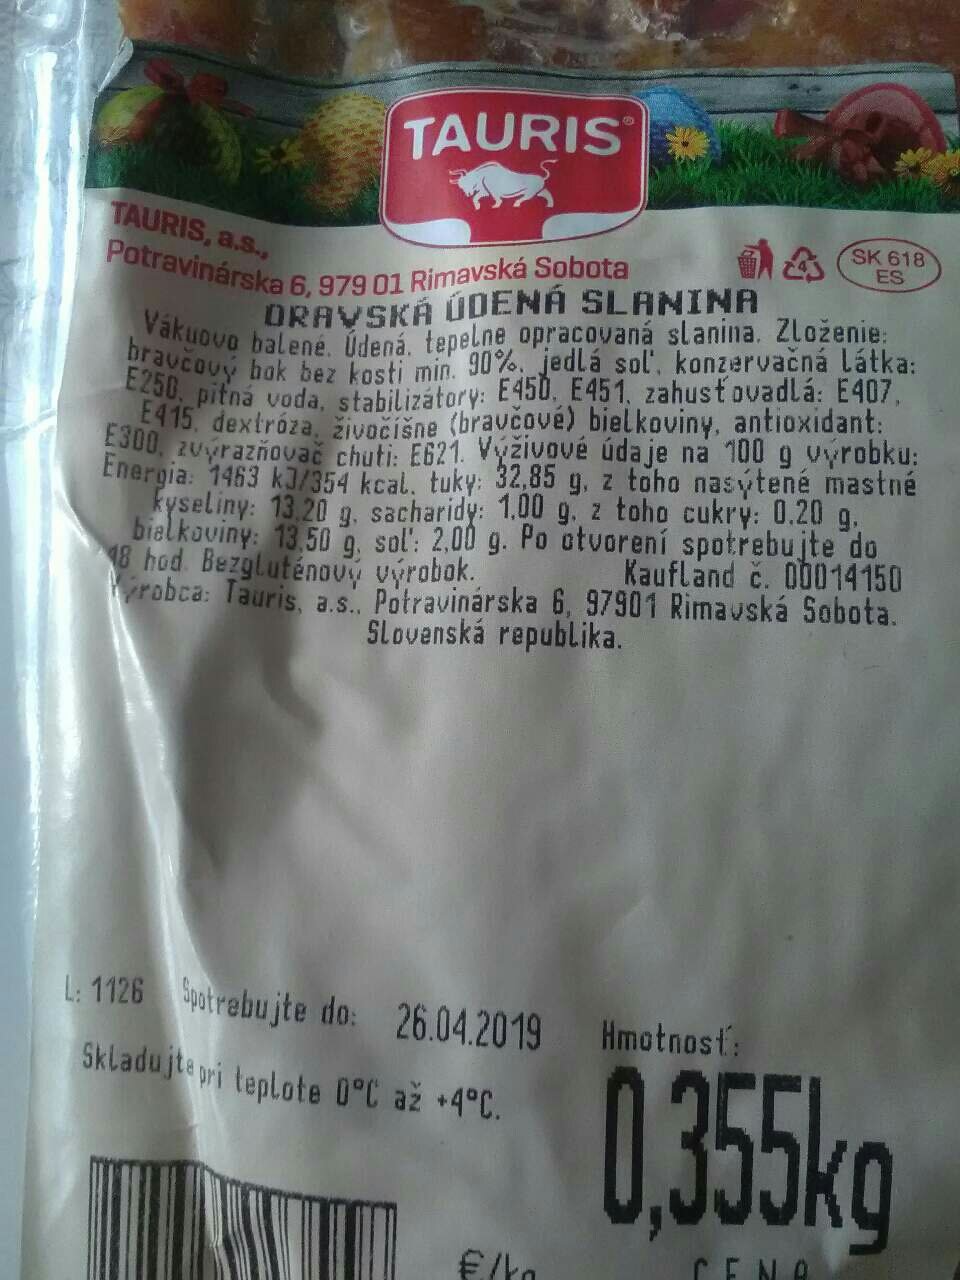 TAURIS®
TAURIS, a.s.,
Potravinárska 6, 979 01 Rimavská Sobota
4
SK 618
ES
ORAVSKÁ ÚDENÁ SLANINA
Vákuovo balené. Údená, tepelne opracovaná slanina. Zloženie:
bravčový bok bez kosti min. 90%, jedlá soľ, konzervačná látka:
E250, pitná voda, stabilizátory: E450, E451, zahusťovadlá: E407,
E415, dextróza, živočíšne (bravčové) bielkoviny, antioxidant:
E300, zvýrazňovač chuti: E621. Výživové údaje na 100 g výrobku:
Energia: 1463 kJ/354 kcal, tuky: 32,85 g, z toho nasýtené mastné
kyseliny: 13,20 g, sacharidy: 1,00 g, z toho cukry: 0,20 g,
bielkoviny: 13,50 g, soľ: 2,00 g. Po otvorení spotrebujte do
48 hod. Bezgluténový výrobok. Kaufland č. 00014150
Výrobca: Tauris, a.s., Potravinárska 6, 97901 Rimavská Sobota.
Slovenská republika.
L: 1126 Spotrebujte do: 26.04.2019 Hmotnosť:
Skladujte pri teplote 0°C až +4°C.
0,355kg
€/kg CENA